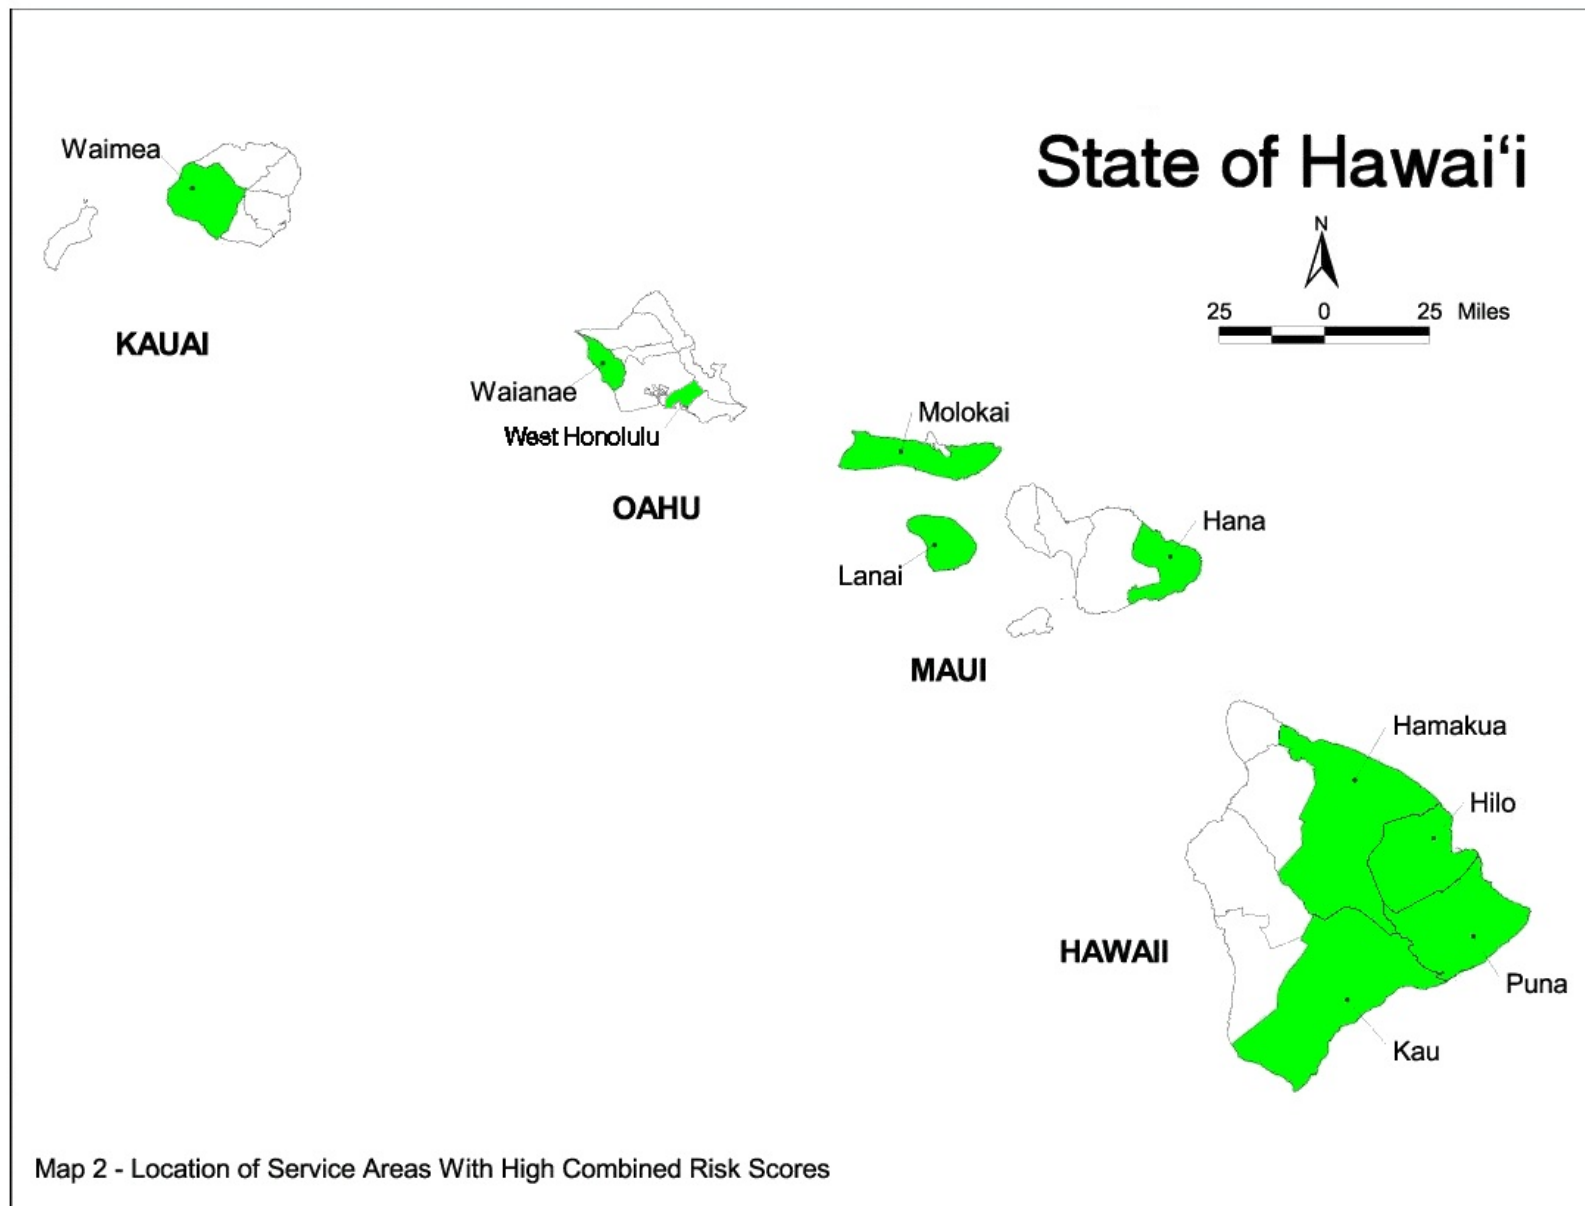 State of Hawaiʻi
N
25 0 25 Miles
Waimea
KAUAI
Waianae
West Honolulu
OAHU
Molokai
Lanai
Hana
MAUI
Hamakua
Hilo
HAWAII
Puna
Kau
Map 2 - Location of Service Areas With High Combined Risk Scores